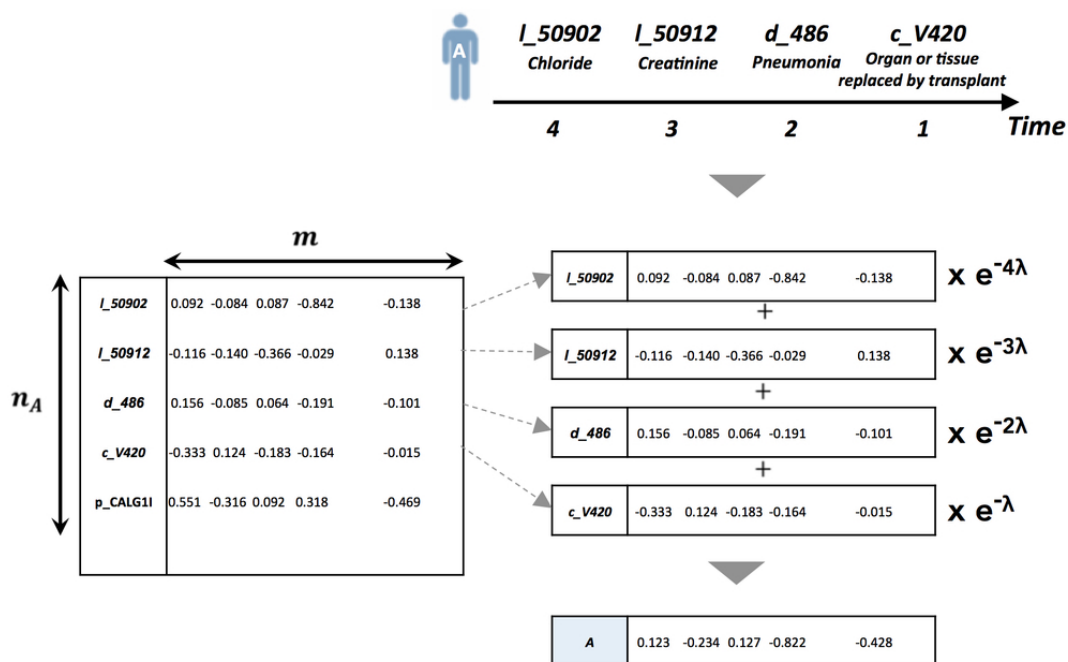 A
l_50902 l_50912 d_486 c_V420
Chloride Creatinine Pneumonia Organ or tissue
replaced by transplant
4 3 2 1 Time
m
n_A
l_50902 0.092 -0.084 0.087 -0.842 -0.138
l_50912 -0.116 -0.140 -0.366 -0.029 0.138
d_486 0.156 -0.085 0.064 -0.191 -0.101
c_V420 -0.333 0.124 -0.183 -0.164 -0.015
p_CALG1I 0.551 -0.316 0.092 0.318 -0.469
l_50902 0.092 -0.084 0.087 -0.842 -0.138 x e^-4λ
+
l_50912 -0.116 -0.140 -0.366 -0.029 0.138 x e^-3λ
+
d_486 0.156 -0.085 0.064 -0.191 -0.101 x e^-2λ
+
c_V420 -0.333 0.124 -0.183 -0.164 -0.015 x e^-λ
A 0.123 -0.234 0.127 -0.822 -0.428